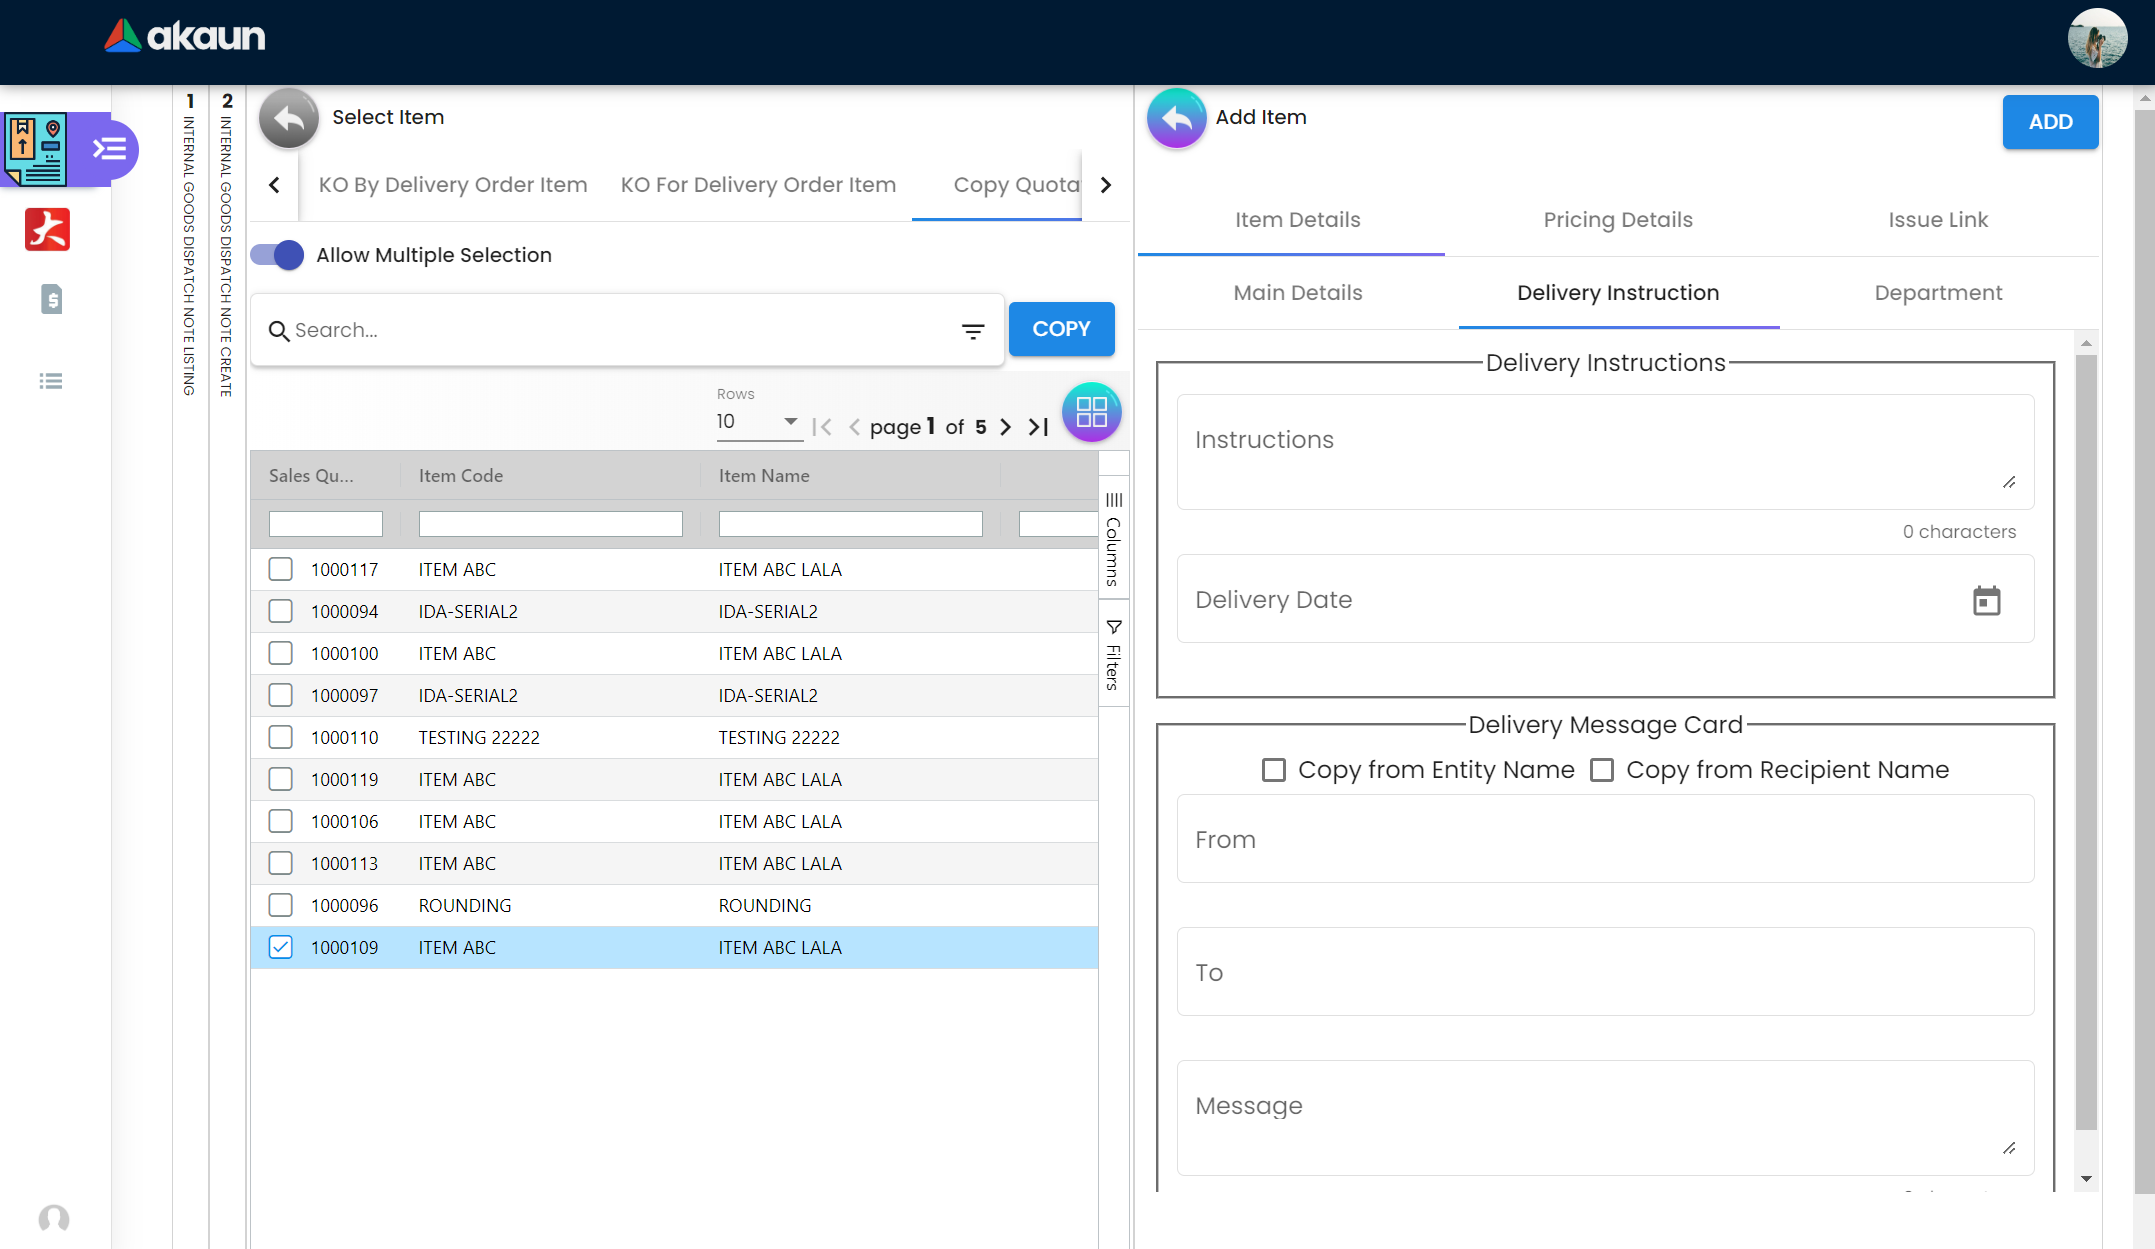 akaun
1 INTERNAL GOODS DISPATCH NOTE LISTING
2 INTERNAL GOODS DISPATCH NOTE CREATE
Select Item
KO By Delivery Order Item
KO For Delivery Order Item
Copy Quota
Allow Multiple Selection
Search...
COPY
Rows
10
page 1 of 5
Sales Qu...
Item Code
Item Name
1000117 ITEM ABC ITEM ABC LALA
1000094 IDA-SERIAL2 IDA-SERIAL2
1000100 ITEM ABC ITEM ABC LALA
1000097 IDA-SERIAL2 IDA-SERIAL2
1000110 TESTING 22222 TESTING 22222
1000119 ITEM ABC ITEM ABC LALA
1000106 ITEM ABC ITEM ABC LALA
1000113 ITEM ABC ITEM ABC LALA
1000096 ROUNDING ROUNDING
1000109 ITEM ABC ITEM ABC LALA
Columns
Filters
Add Item
ADD
Item Details
Pricing Details
Issue Link
Main Details
Delivery Instruction
Department
Delivery Instructions
Instructions
0 characters
Delivery Date
Delivery Message Card
Copy from Entity Name
Copy from Recipient Name
From
To
Message